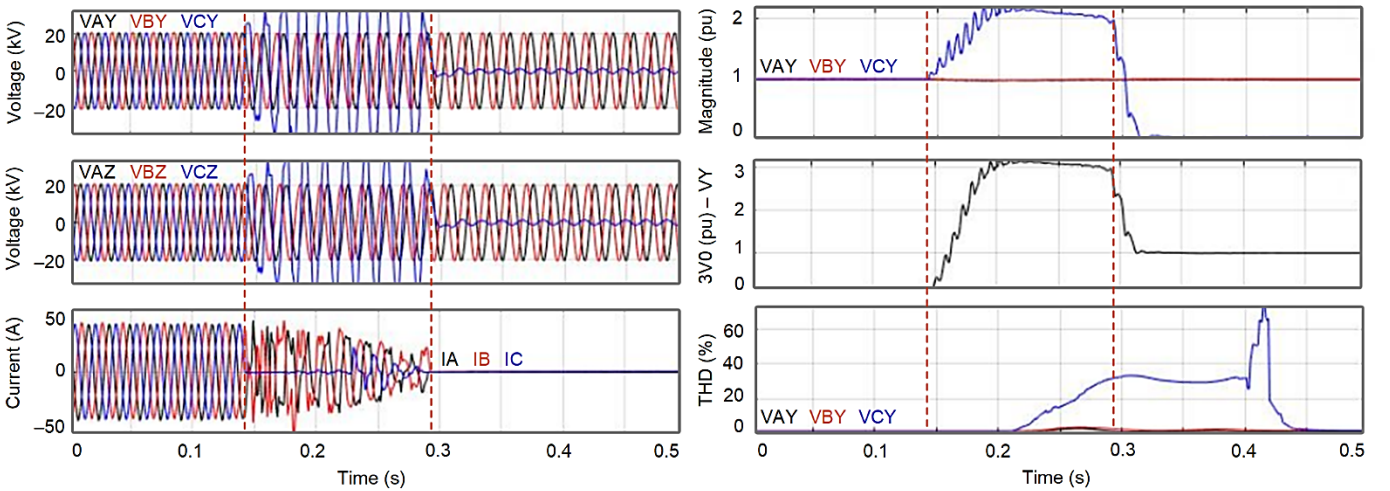 VAY VBY VCY
Voltage (kV)
20
0
–20
VAZ VBZ VCZ
Voltage (kV)
20
0
–20
Current (A)
50
0
–50
IA IB IC
0 0.1 0.2 0.3 0.4 0.5
Time (s)
Magnitude (pu)
2
1
0
VAY VBY VCY
3V0 (pu) – VY
3
2
1
0
THD (%)
60
40
20
0
VAY VBY VCY
0 0.1 0.2 0.3 0.4 0.5
Time (s)